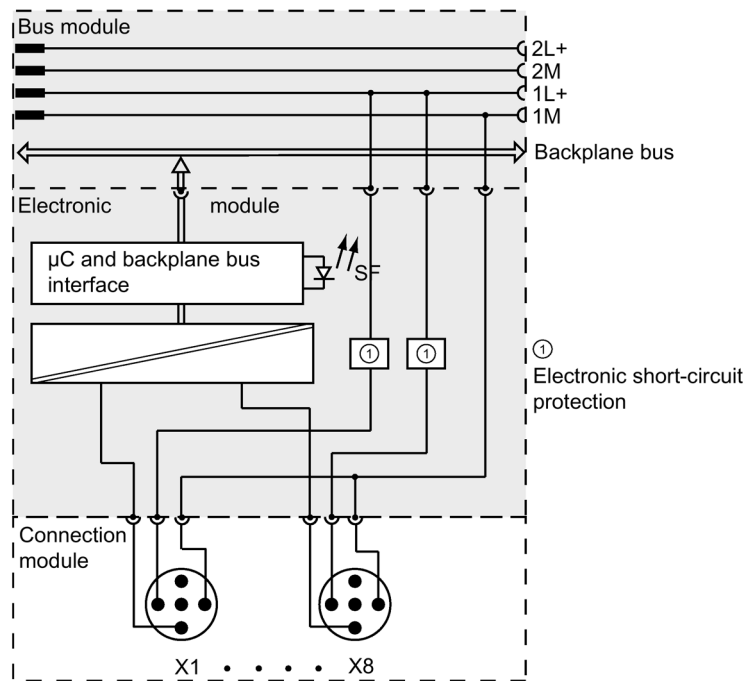 Bus module
2L+
2M
1L+
1M
Backplane bus
Electronic module
µC and backplane bus
interface
SF
1
1
1
Electronic short-circuit
protection
Connection
module
X1 . . . . X8